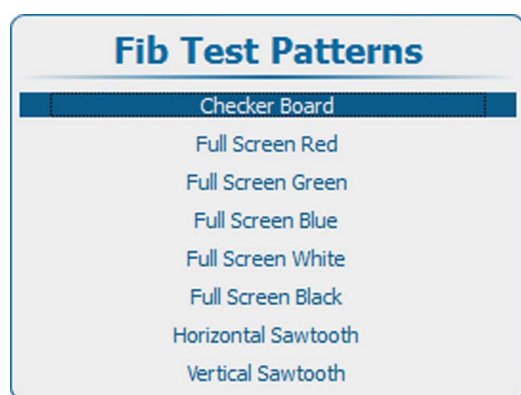 Fib Test Patterns
Checker Board
Full Screen Red
Full Screen Green
Full Screen Blue
Full Screen White
Full Screen Black
Horizontal Sawtooth
Vertical Sawtooth